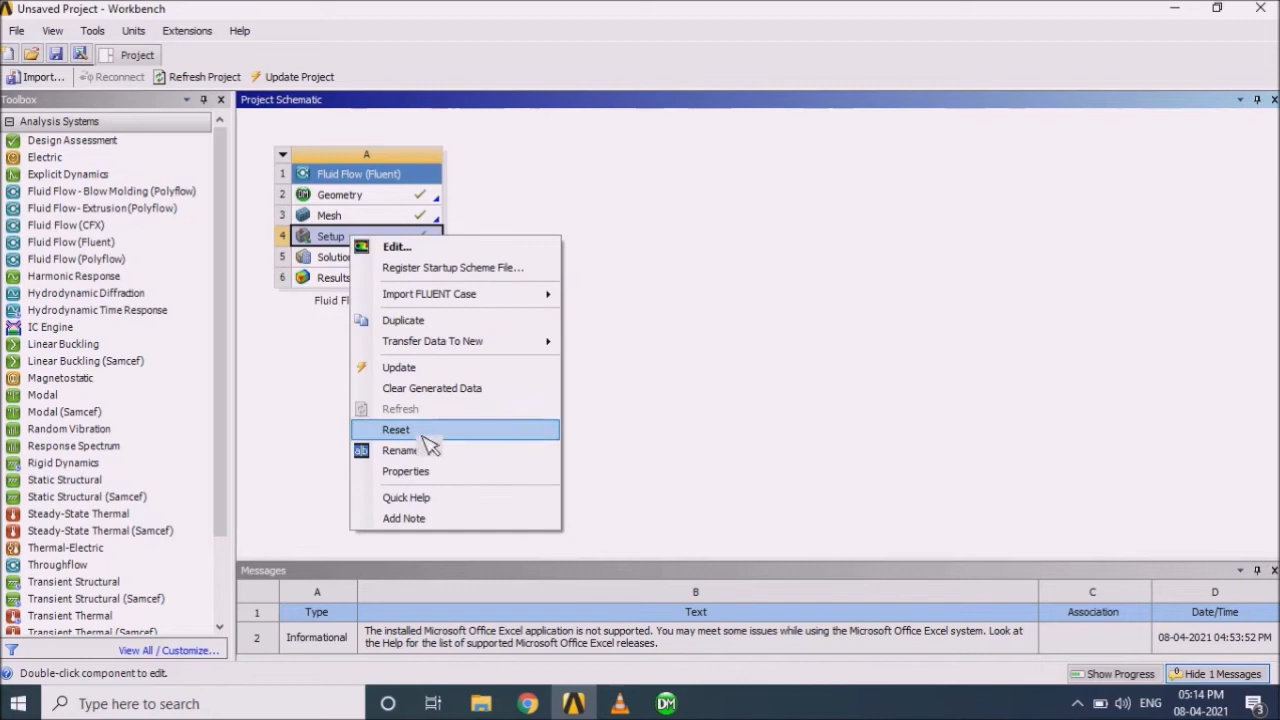 Unsaved Project - Workbench
File View Tools Units Extensions Help
Project
Import... Reconnect Refresh Project Update Project
Toolbox
Project Schematic
Analysis Systems
Design Assessment
Electric
Explicit Dynamics
Fluid Flow - Blow Molding (Polyflow)
Fluid Flow- Extrusion(Polyflow)
Fluid Flow (CFX)
Fluid Flow (Fluent)
Fluid Flow (Polyflow)
Harmonic Response
Hydrodynamic Diffraction
Hydrodynamic Time Response
IC Engine
Linear Buckling
Linear Buckling (Samcef)
Magnetostatic
Modal
Modal (Samcef)
Random Vibration
Response Spectrum
Rigid Dynamics
Static Structural
Static Structural (Samcef)
Steady-State Thermal
Steady-State Thermal (Samcef)
Thermal-Electric
Throughflow
Transient Structural
Transient Structural (Samcef)
Transient Thermal
Transient Thermal (Samcef)
View All / Customize...
A
1 Fluid Flow (Fluent)
2 Geometry
3 Mesh
4 Setup
5 Solution
6 Results
Fluid Fl
Edit...
Register Startup Scheme File...
Import FLUENT Case
Duplicate
Transfer Data To New
Update
Clear Generated Data
Refresh
Reset
Rename
Properties
Quick Help
Add Note
Messages
A B C D
1 Type Text Association Date/Time
2 Informational The installed Microsoft Office Excel application is not supported. You may meet some issues while using the Microsoft Office Excel system. Look at 08-04-2021 04:53:52 PM
the Help for the list of supported Microsoft Office Excel releases.
Double-click component to edit.
Show Progress Hide 1 Messages
Type here to search
DM
ENG
05:14 PM
08-04-2021
3